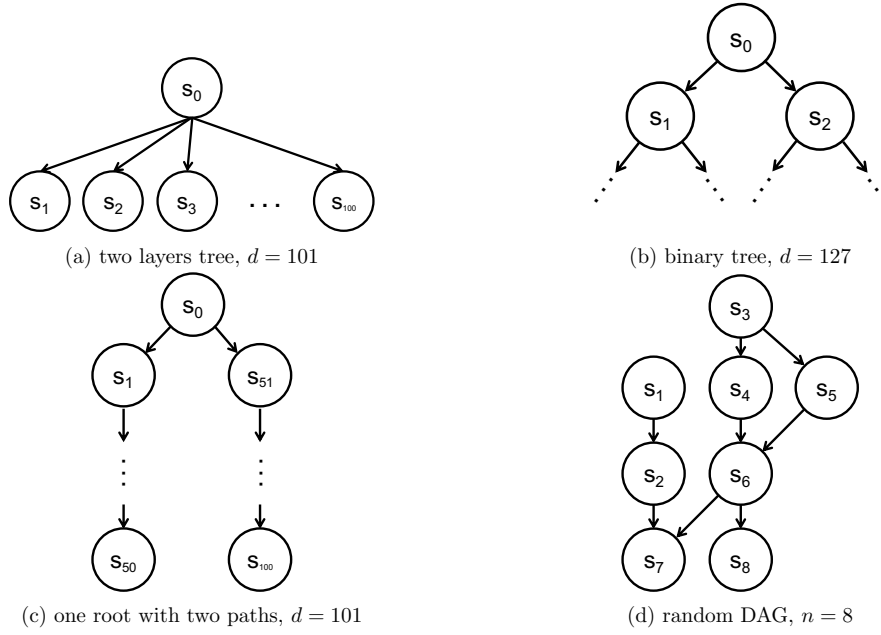 s0
s1 s2 s3 ... s100
(a) two layers tree, d = 101
s0
s1 s2
(b) binary tree, d = 127
s0
s1 s51
s50 s100
(c) one root with two paths, d = 101
s3
s1 s4 s5
s2 s6
s7 s8
(d) random DAG, n = 8